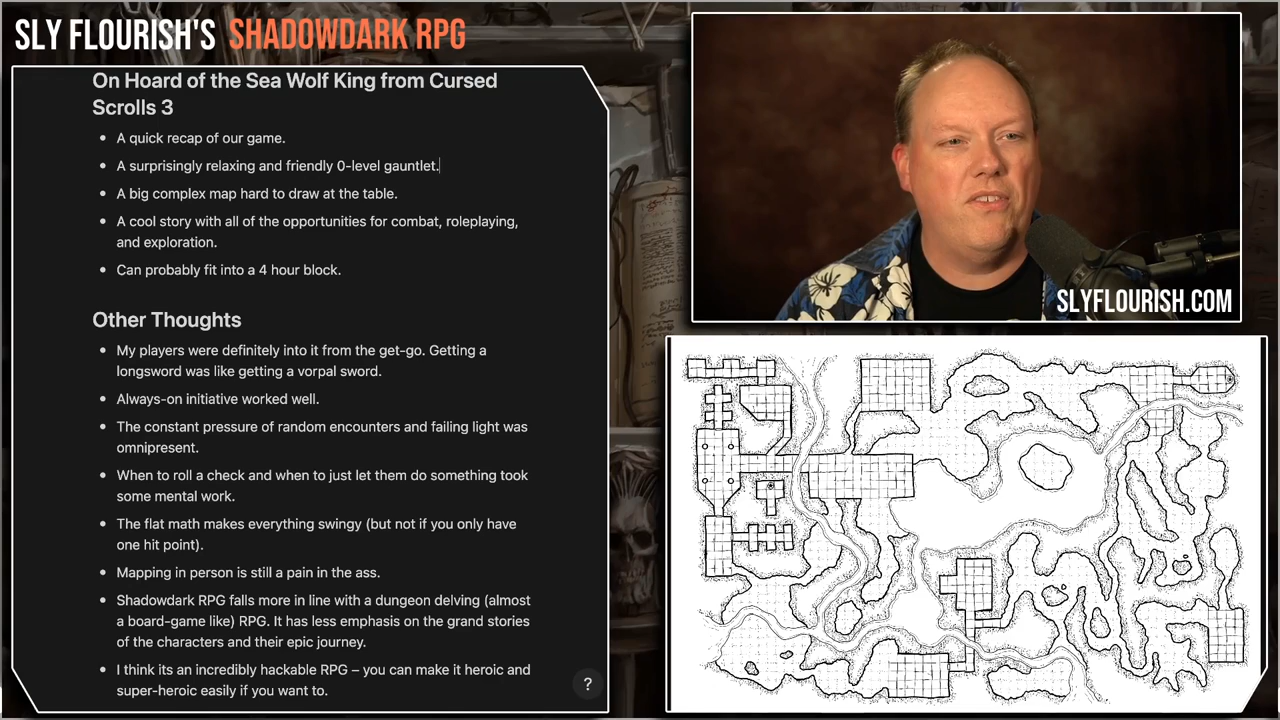 SLY FLOURISH'S SHADOWDARK RPG
On Hoard of the Sea Wolf King from Cursed
Scrolls 3
• A quick recap of our game.
• A surprisingly relaxing and friendly 0-level gauntlet.
• A big complex map hard to draw at the table.
• A cool story with all of the opportunities for combat, roleplaying,
and exploration.
• Can probably fit into a 4 hour block.
Other Thoughts
• My players were definitely into it from the get-go. Getting a
longsword was like getting a vorpal sword.
• Always-on initiative worked well.
• The constant pressure of random encounters and failing light was
omnipresent.
• When to roll a check and when to just let them do something took
some mental work.
• The flat math makes everything swingy (but not if you only have
one hit point).
• Mapping in person is still a pain in the ass.
• Shadowdark RPG falls more in line with a dungeon delving (almost
a board-game like) RPG. It has less emphasis on the grand stories
of the characters and their epic journey.
• I think its an incredibly hackable RPG – you can make it heroic and
super-heroic easily if you want to.
?
SLYFLOURISH.COM